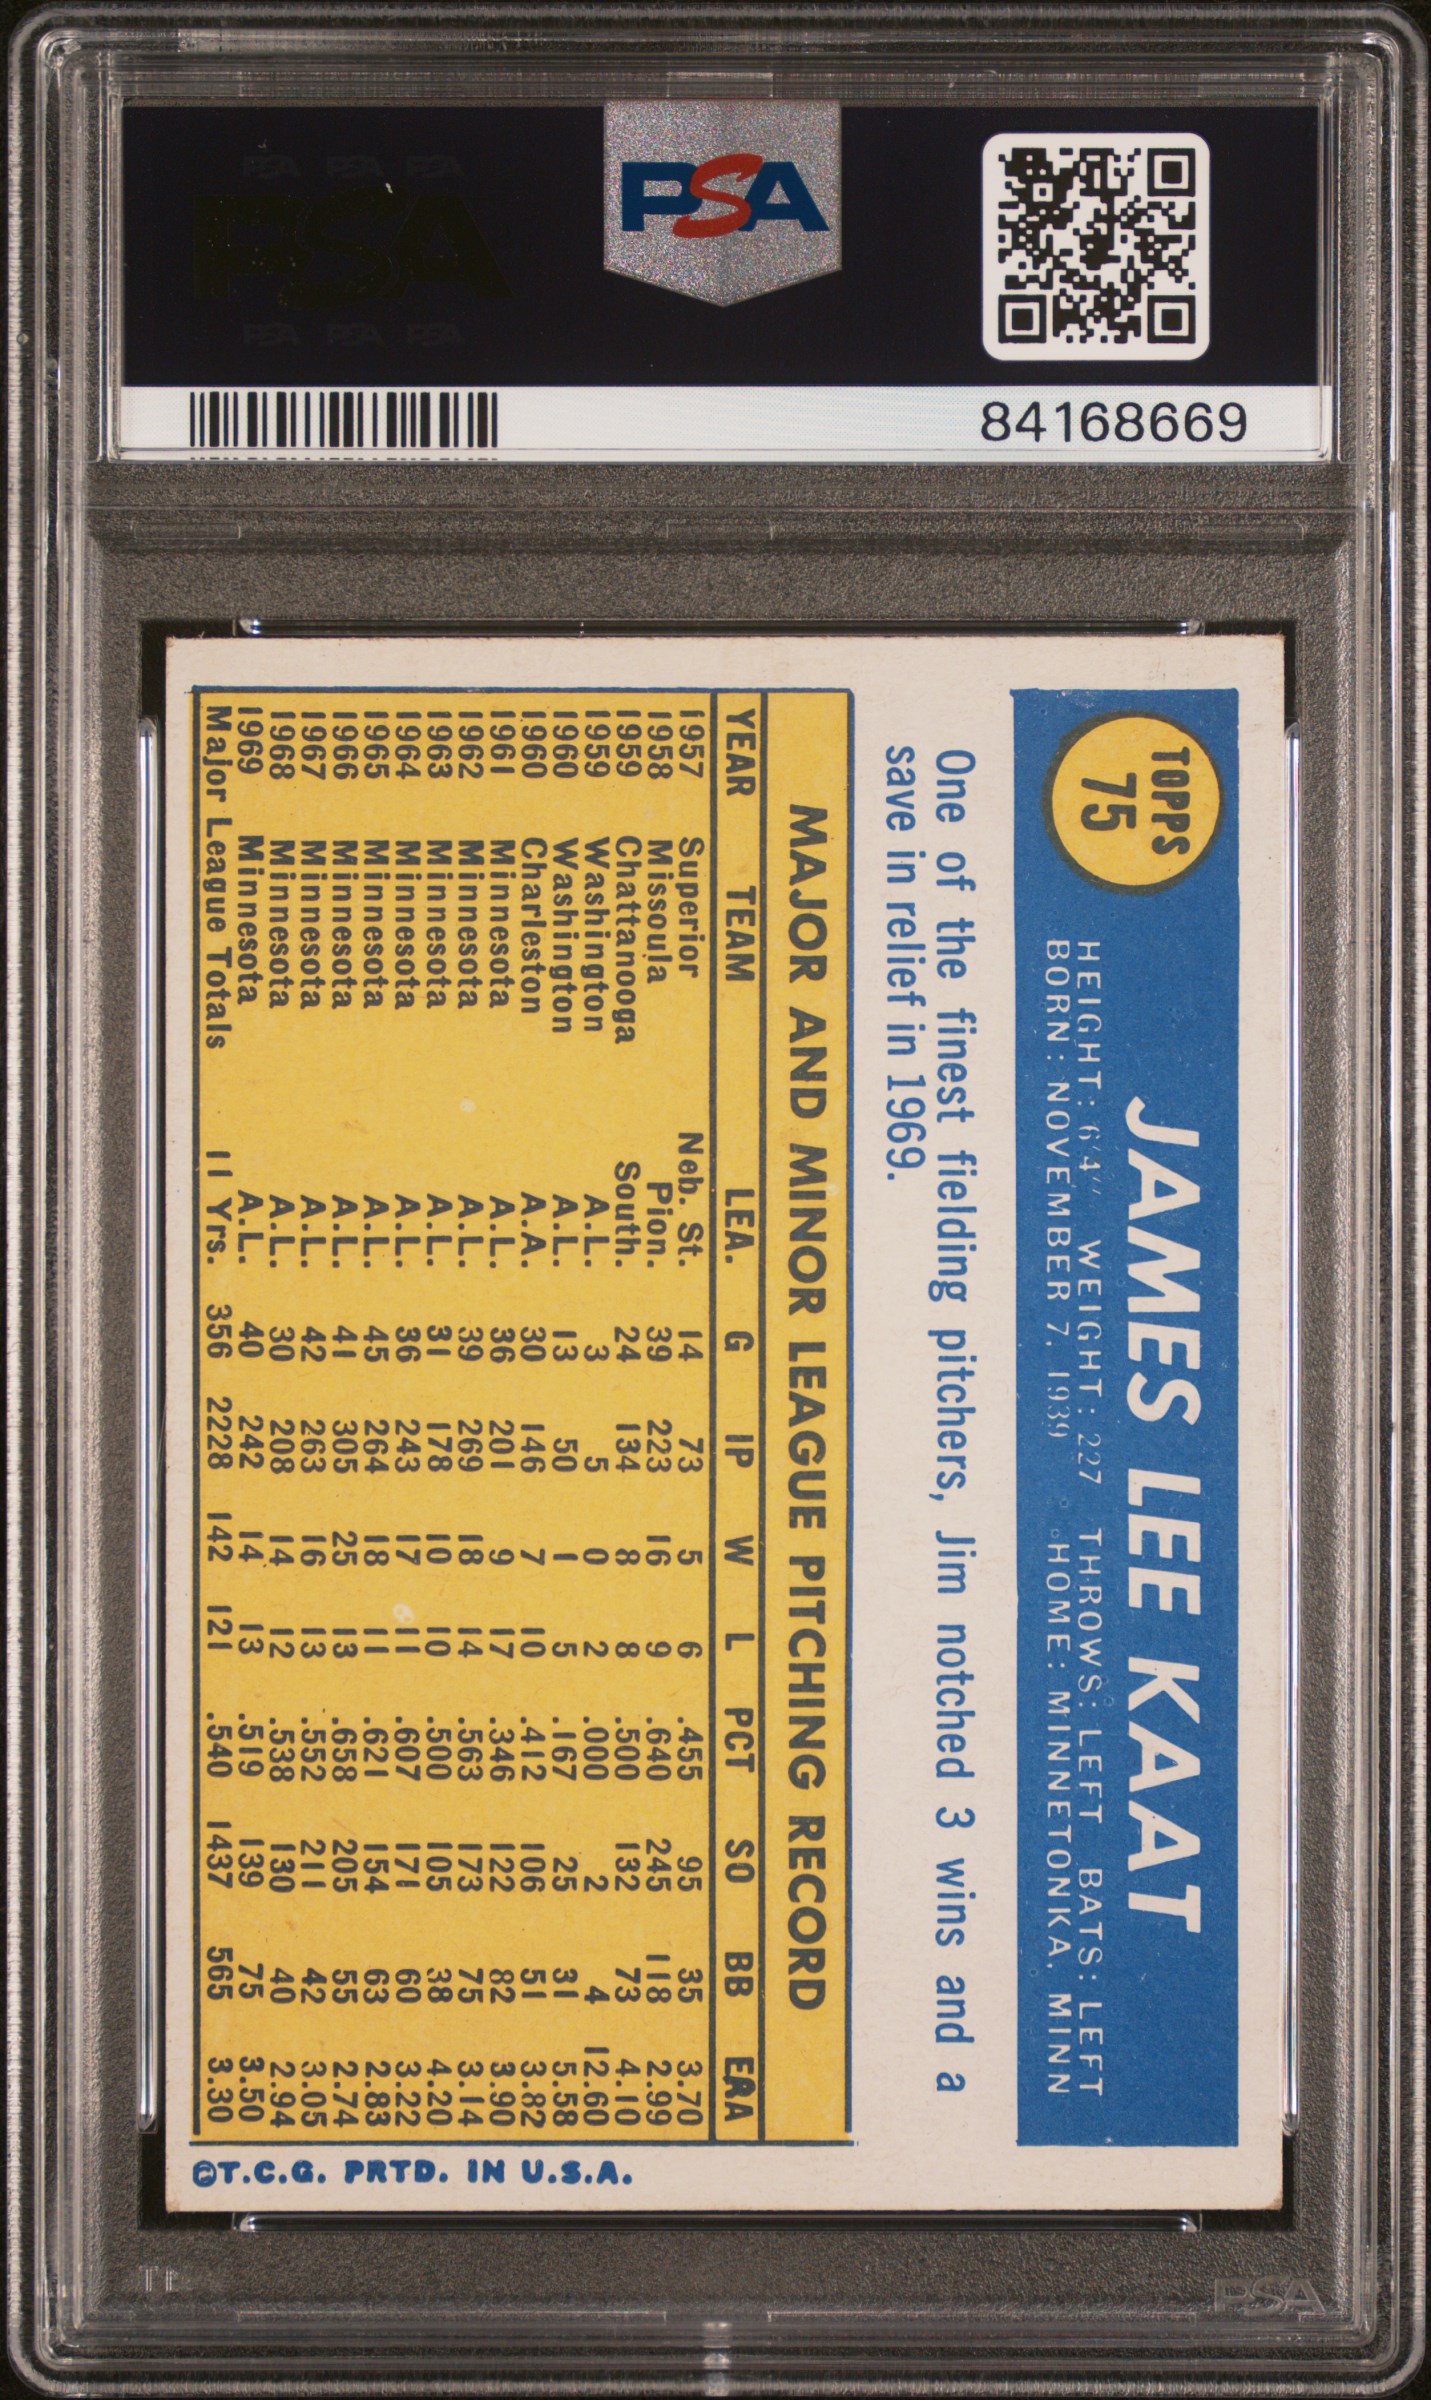 PSA PSA PSA
PSA
PSA PSA PSA
PSA
84168669
TOPPS
75
JAMES LEE KAAT
HEIGHT: 6'4" WEIGHT: 227 THROWS: LEFT BATS: LEFT
BORN: NOVEMBER 7, 1939 HOME: MINNETONKA, MINN
One of the finest fielding pitchers, Jim notched 3 wins and a
save in relief in 1969.
MAJOR AND MINOR LEAGUE PITCHING RECORD
YEAR TEAM LEA. G IP W L PCT SO BB ERA
1957 Superior Neb. St. 14 73 5 6 .455 95 35 3.70
1958 Missoula Pion. 39 223 16 9 .640 245 118 2.99
1959 Chattanooga South. 24 134 8 8 .500 132 73 4.10
1959 Washington A.L. 3 5 0 2 .000 2 4 12.60
1960 Washington A.L. 13 50 1 5 .167 25 31 5.58
1960 Charleston A.A. 30 146 7 10 .412 106 51 3.82
1961 Minnesota A.L. 36 201 9 17 .346 122 82 3.90
1962 Minnesota A.L. 39 269 18 14 .563 173 75 3.14
1963 Minnesota A.L. 31 178 10 10 .500 105 38 4.20
1964 Minnesota A.L. 36 243 17 11 .607 171 60 3.22
1965 Minnesota A.L. 45 264 18 11 .621 154 63 2.83
1966 Minnesota A.L. 41 305 25 13 .658 205 55 2.74
1967 Minnesota A.L. 42 263 16 13 .552 211 42 3.05
1968 Minnesota A.L. 30 208 14 12 .538 130 40 2.94
1969 Minnesota A.L. 40 242 14 13 .519 139 75 3.50
Major League Totals 11 Yrs. 356 2228 142 121 .540 1437 565 3.30
©T.C.G. PRTD. IN U.S.A.
PSA